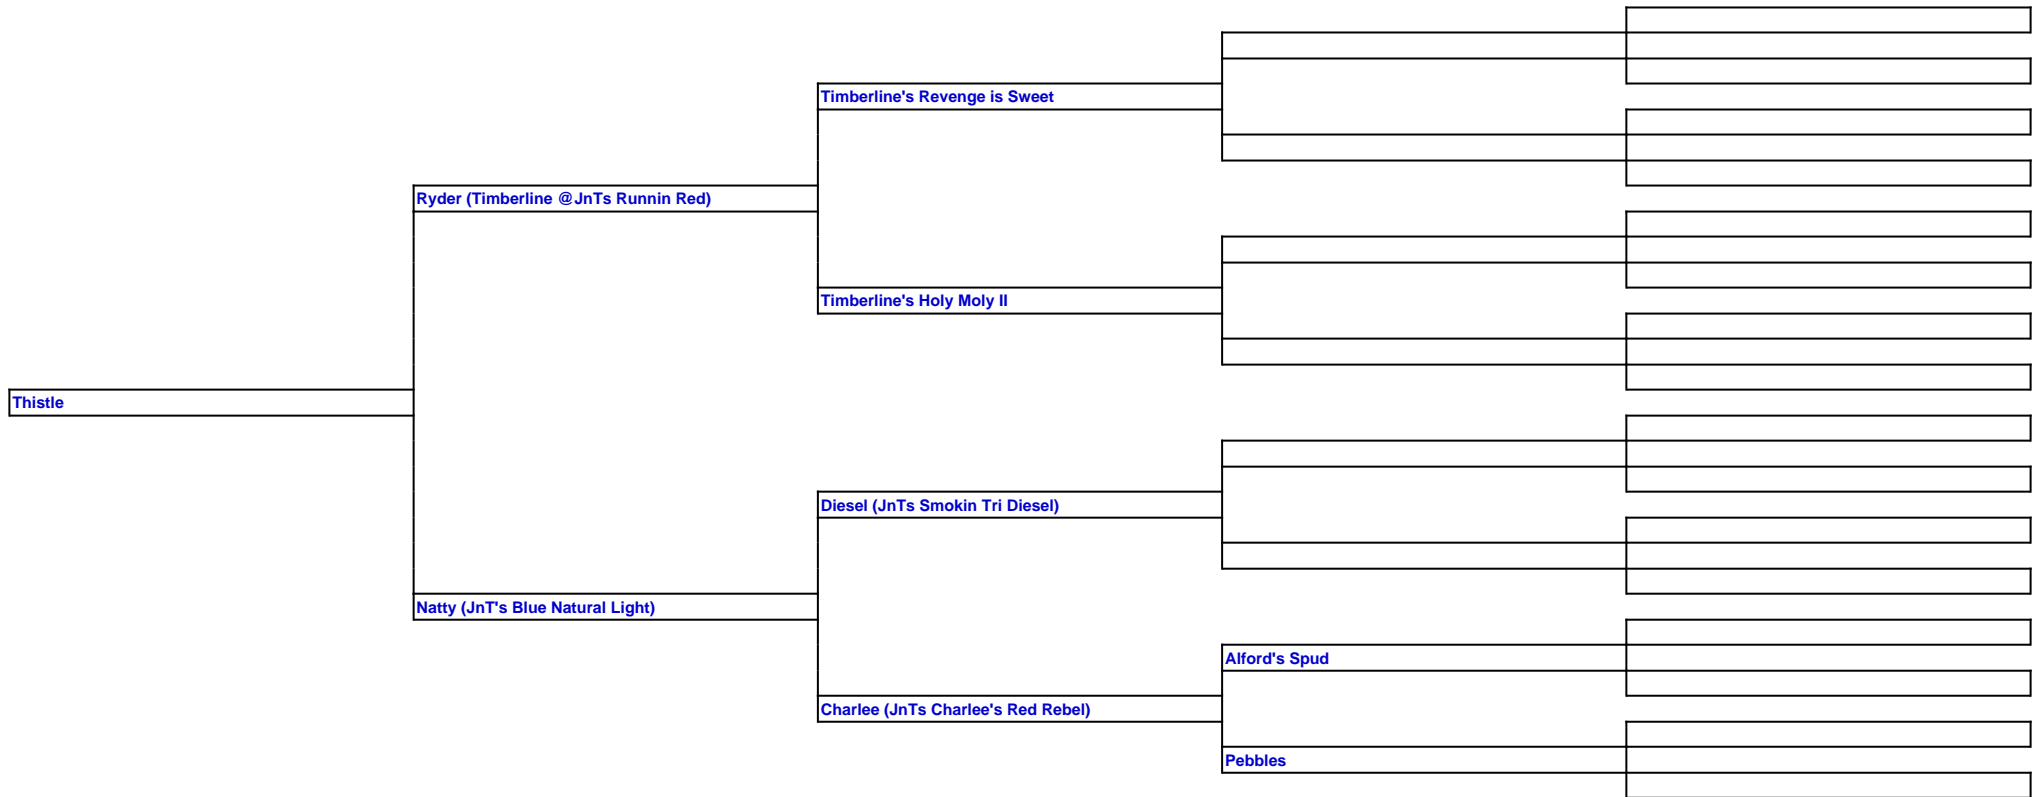 Timberline's Revenge is Sweet
Ryder (Timberline @JnTs Runnin Red)
Timberline's Holy Moly II
Thistle
Diesel (JnTs Smokin Tri Diesel)
Natty (JnT's Blue Natural Light)
Alford's Spud
Charlee (JnTs Charlee's Red Rebel)
Pebbles